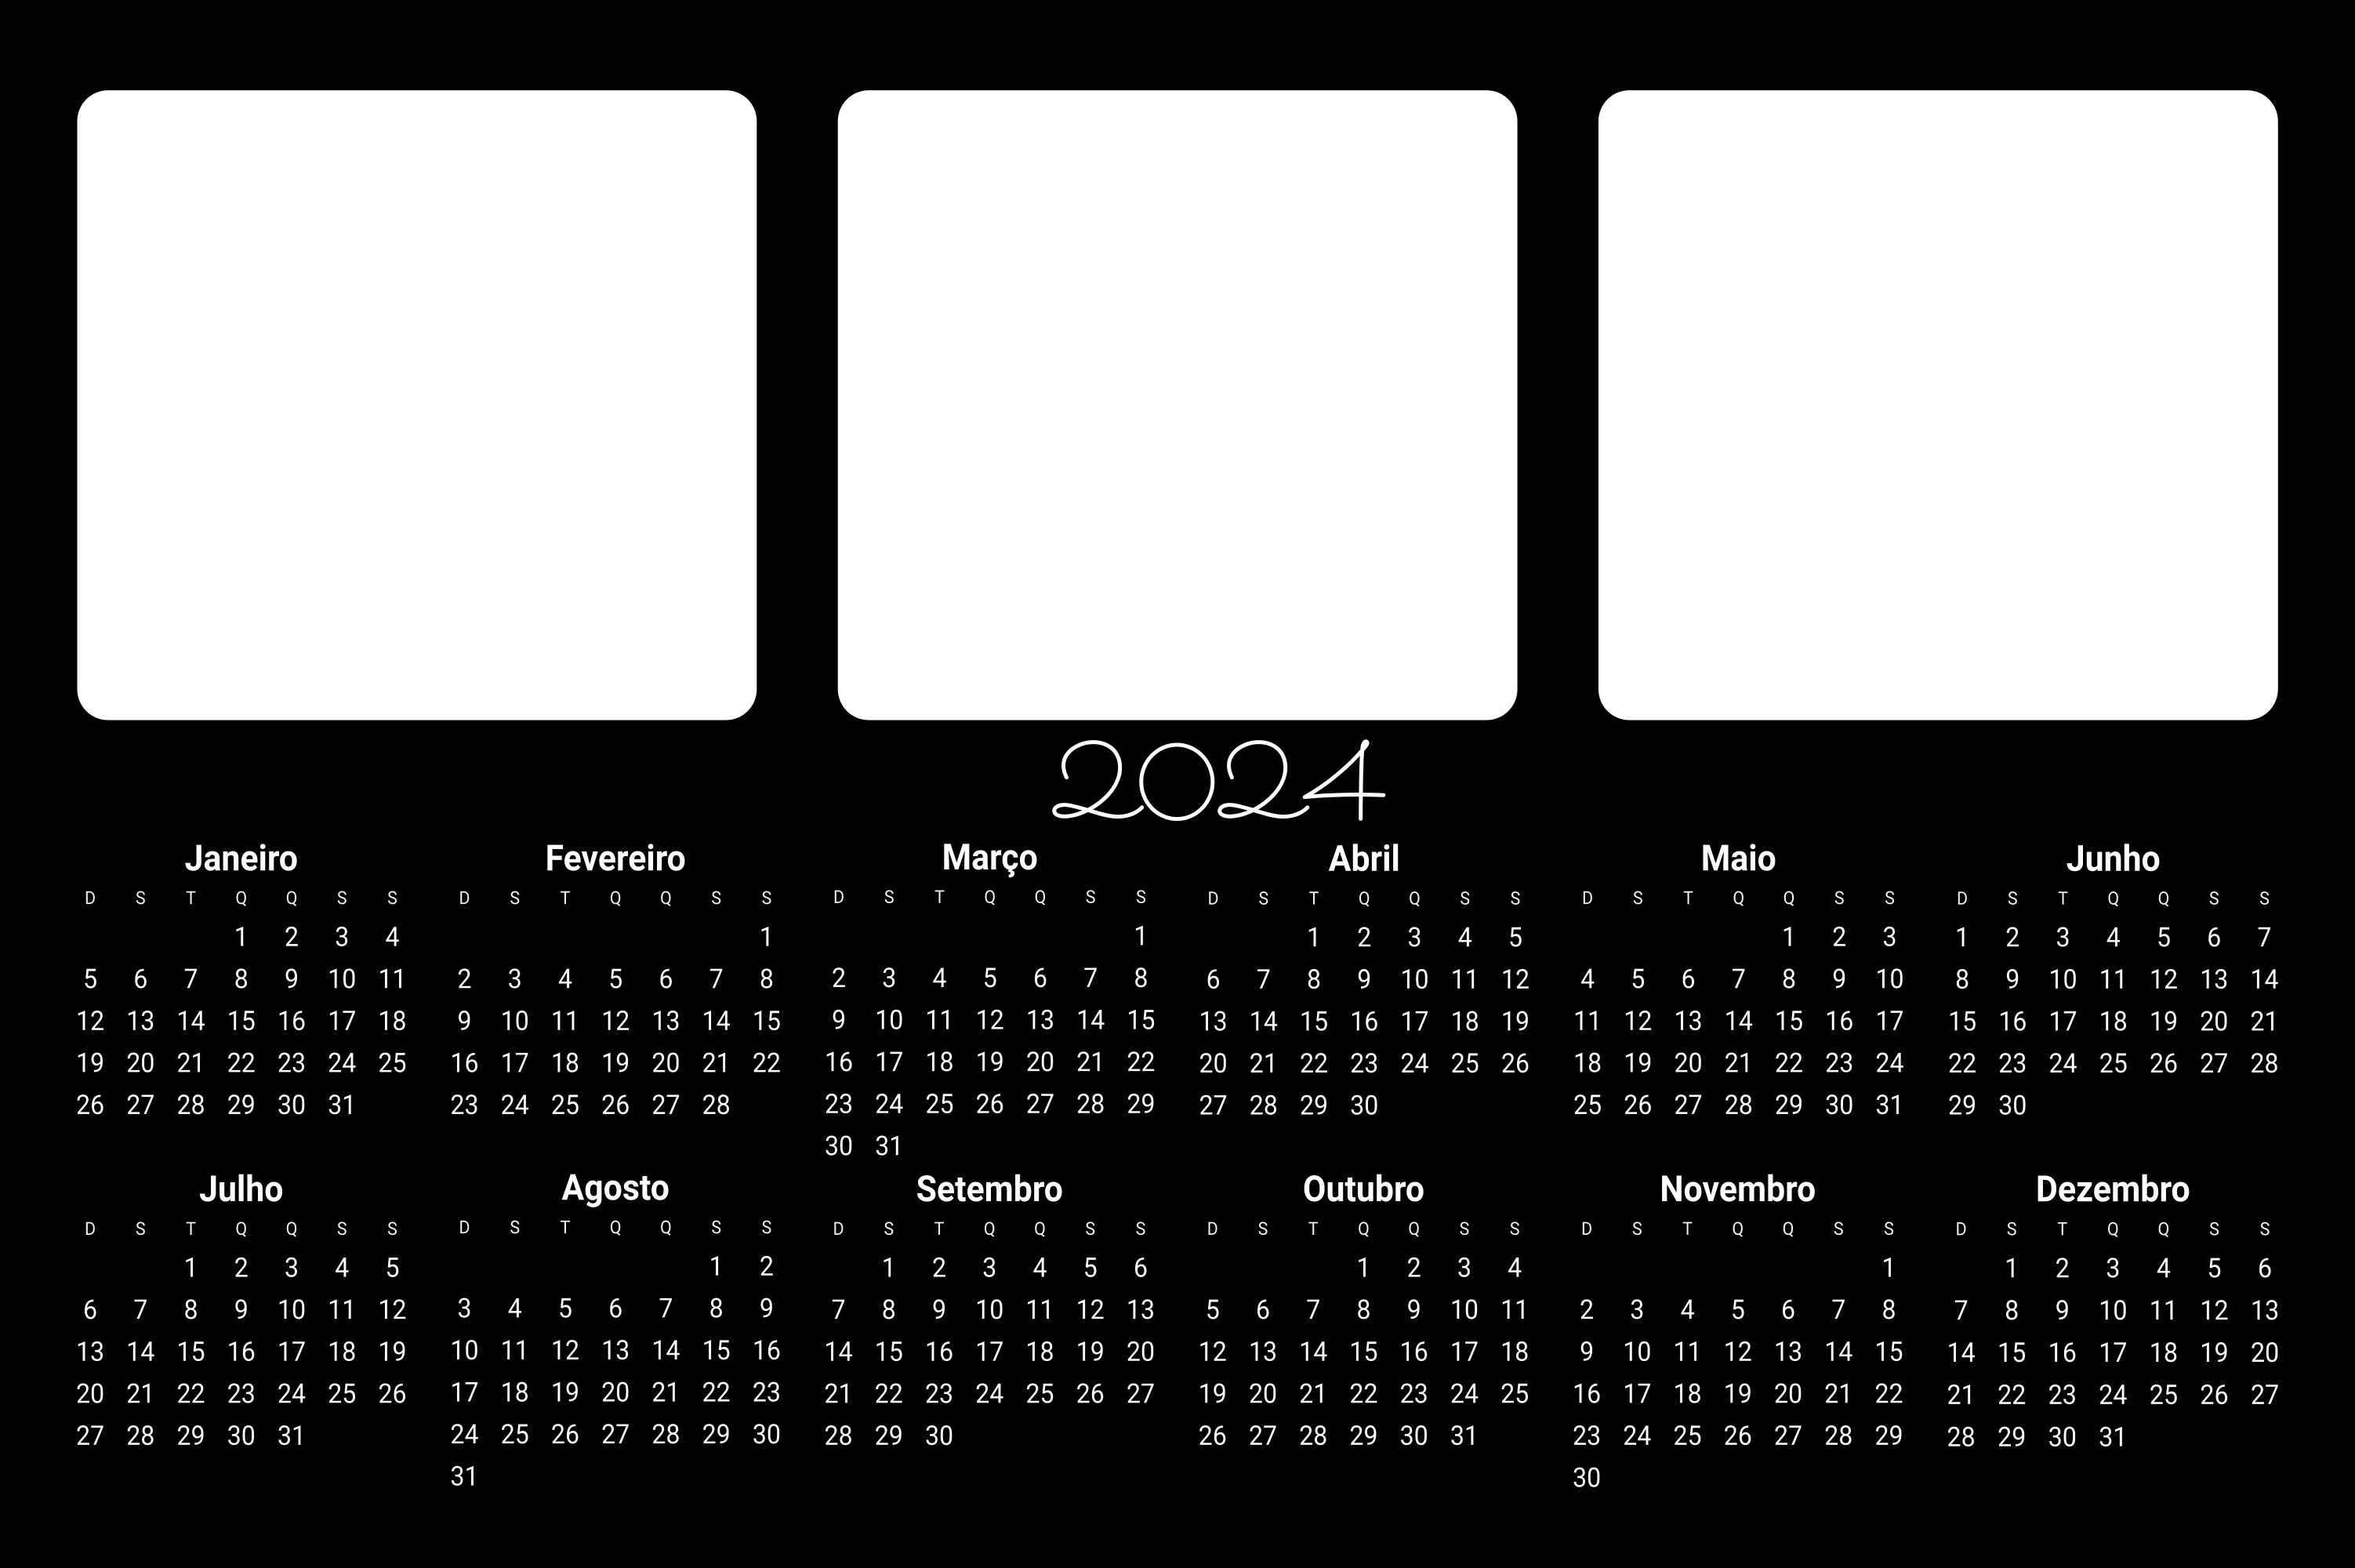 2024
Janeiro
D S T Q Q S S
1 2 3 4
5 6 7 8 9 10 11
12 13 14 15 16 17 18
19 20 21 22 23 24 25
26 27 28 29 30 31
Fevereiro
D S T Q Q S S
1
2 3 4 5 6 7 8
9 10 11 12 13 14 15
16 17 18 19 20 21 22
23 24 25 26 27 28
Março
D S T Q Q S S
1
2 3 4 5 6 7 8
9 10 11 12 13 14 15
16 17 18 19 20 21 22
23 24 25 26 27 28 29
30 31
Abril
D S T Q Q S S
1 2 3 4 5
6 7 8 9 10 11 12
13 14 15 16 17 18 19
20 21 22 23 24 25 26
27 28 29 30
Maio
D S T Q Q S S
1 2 3
4 5 6 7 8 9 10
11 12 13 14 15 16 17
18 19 20 21 22 23 24
25 26 27 28 29 30 31
Junho
D S T Q Q S S
1 2 3 4 5 6 7
8 9 10 11 12 13 14
15 16 17 18 19 20 21
22 23 24 25 26 27 28
29 30
Julho
D S T Q Q S S
1 2 3 4 5
6 7 8 9 10 11 12
13 14 15 16 17 18 19
20 21 22 23 24 25 26
27 28 29 30 31
Agosto
D S T Q Q S S
1 2
3 4 5 6 7 8 9
10 11 12 13 14 15 16
17 18 19 20 21 22 23
24 25 26 27 28 29 30
31
Setembro
D S T Q Q S S
1 2 3 4 5 6
7 8 9 10 11 12 13
14 15 16 17 18 19 20
21 22 23 24 25 26 27
28 29 30
Outubro
D S T Q Q S S
1 2 3 4
5 6 7 8 9 10 11
12 13 14 15 16 17 18
19 20 21 22 23 24 25
26 27 28 29 30 31
Novembro
D S T Q Q S S
1
2 3 4 5 6 7 8
9 10 11 12 13 14 15
16 17 18 19 20 21 22
23 24 25 26 27 28 29
30
Dezembro
D S T Q Q S S
1 2 3 4 5 6
7 8 9 10 11 12 13
14 15 16 17 18 19 20
21 22 23 24 25 26 27
28 29 30 31